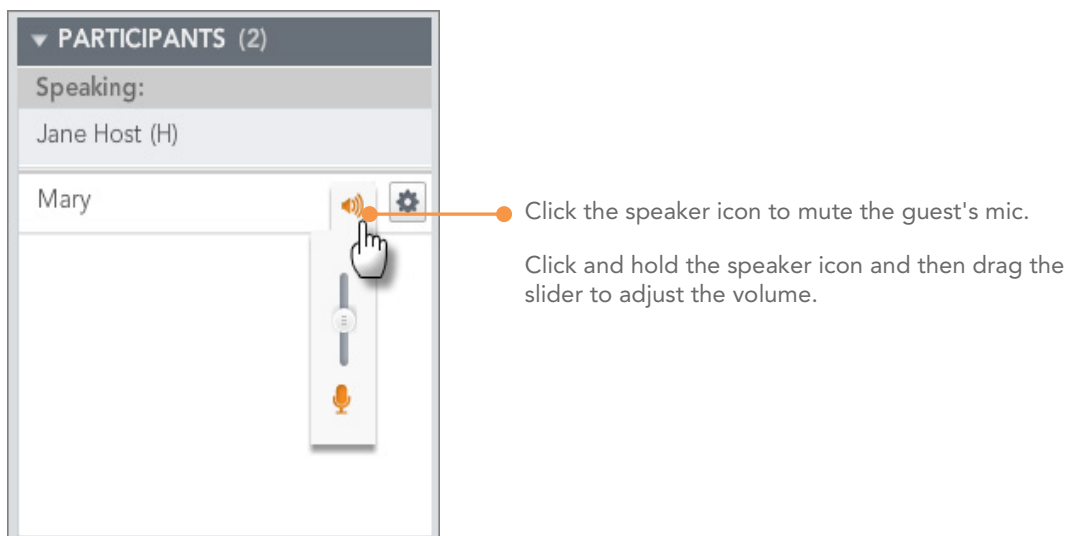 PARTICIPANTS (2)
Speaking:
Jane Host (H)
Mary
Click the speaker icon to mute the guest's mic.
Click and hold the speaker icon and then drag the
slider to adjust the volume.